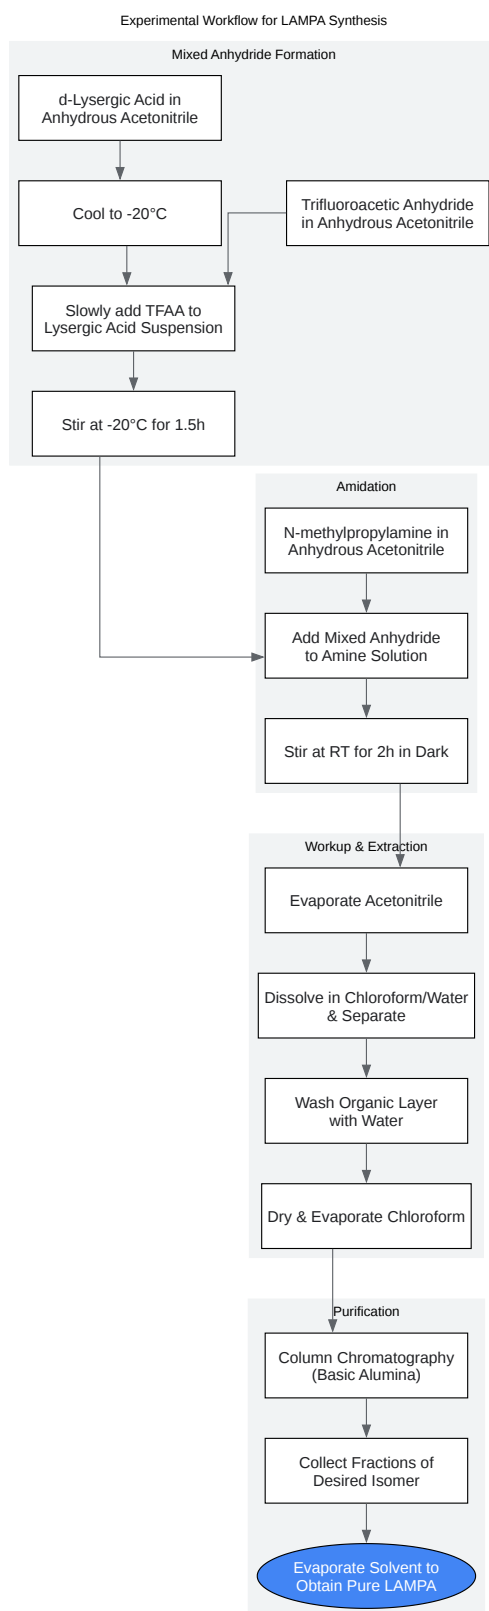 Experimental Workflow for LAMPA Synthesis
Mixed Anhydride Formation
d-Lysergic Acid in
Anhydrous Acetonitrile
Cool to -20°C
Trifluoroacetic Anhydride
in Anhydrous Acetonitrile
Slowly add TFAA to
Lysergic Acid Suspension
Stir at -20°C for 1.5h
Amidation
N-methylpropylamine in
Anhydrous Acetonitrile
Add Mixed Anhydride
to Amine Solution
Stir at RT for 2h in Dark
Workup & Extraction
Evaporate Acetonitrile
Dissolve in Chloroform/Water
& Separate
Wash Organic Layer
with Water
Dry & Evaporate Chloroform
Purification
Column Chromatography
(Basic Alumina)
Collect Fractions of
Desired Isomer
Evaporate Solvent to
Obtain Pure LAMPA